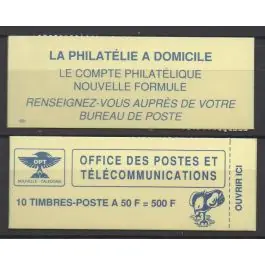 LA PHILATÉLIE A DOMICILE
LE COMPTE PHILATÉLIQUE
NOUVELLE FORMULE
RENSEIGNEZ-VOUS AUPRÈS DE VOTRE
BUREAU DE POSTE
OPT
NOUVELLE-CALÉDONIE
OFFICE DES POSTES ET
TÉLÉCOMMUNICATIONS
10 TIMBRES-POSTE A 50 F = 500 F
OUVRIR ICI